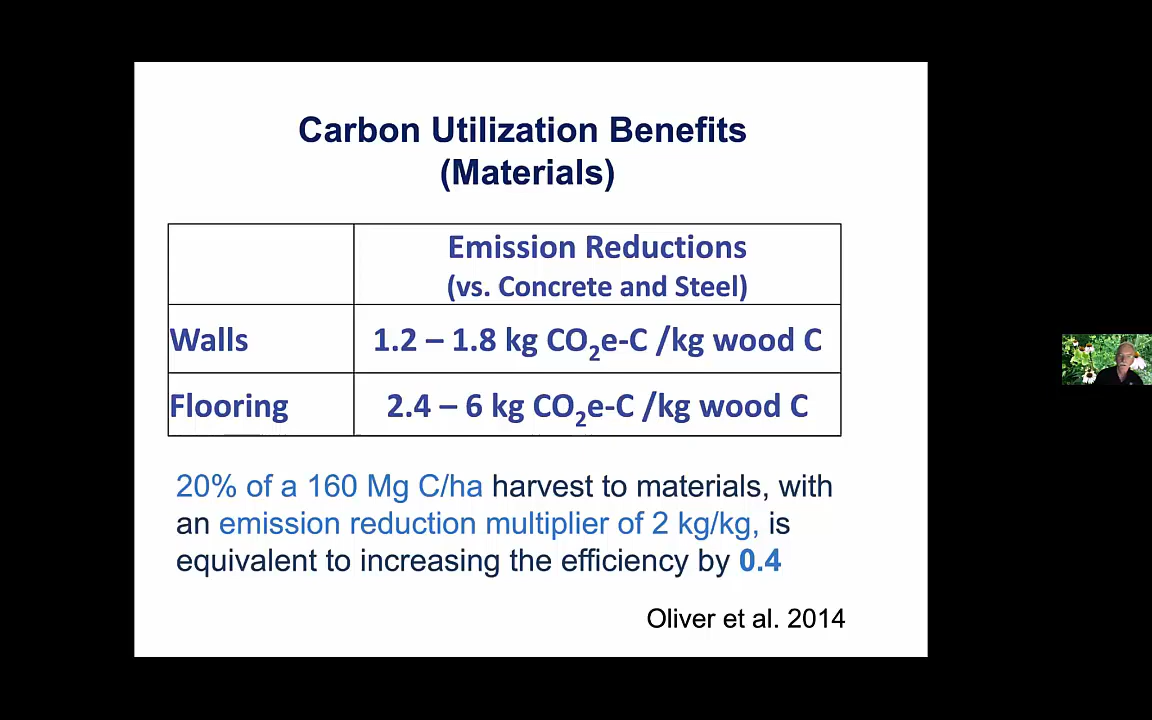 Carbon Utilization Benefits
(Materials)
Emission Reductions
(vs. Concrete and Steel)
Walls
1.2 – 1.8 kg CO₂e-C /kg wood C
Flooring
2.4 – 6 kg CO₂e-C /kg wood C
20% of a 160 Mg C/ha harvest to materials, with
an emission reduction multiplier of 2 kg/kg, is
equivalent to increasing the efficiency by 0.4
Oliver et al. 2014